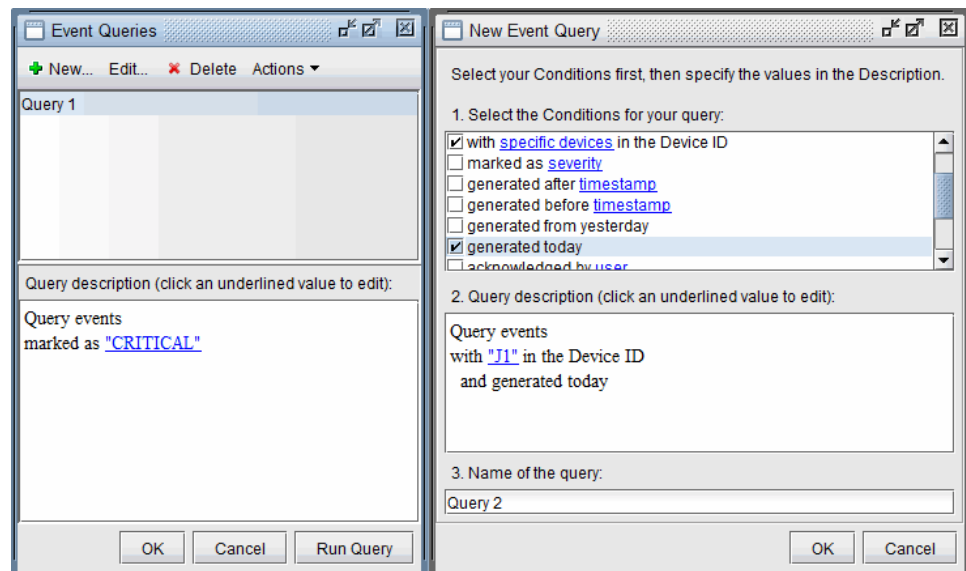 Event Queries
New... Edit... Delete Actions
Query 1
Query description (click an underlined value to edit):
Query events
marked as "CRITICAL"
OK Cancel Run Query
New Event Query
Select your Conditions first, then specify the values in the Description.
1. Select the Conditions for your query:
with specific devices in the Device ID
marked as severity
generated after timestamp
generated before timestamp
generated from yesterday
generated today
acknowledged by user
2. Query description (click an underlined value to edit):
Query events
with "J1" in the Device ID
and generated today
3. Name of the query:
Query 2
OK Cancel